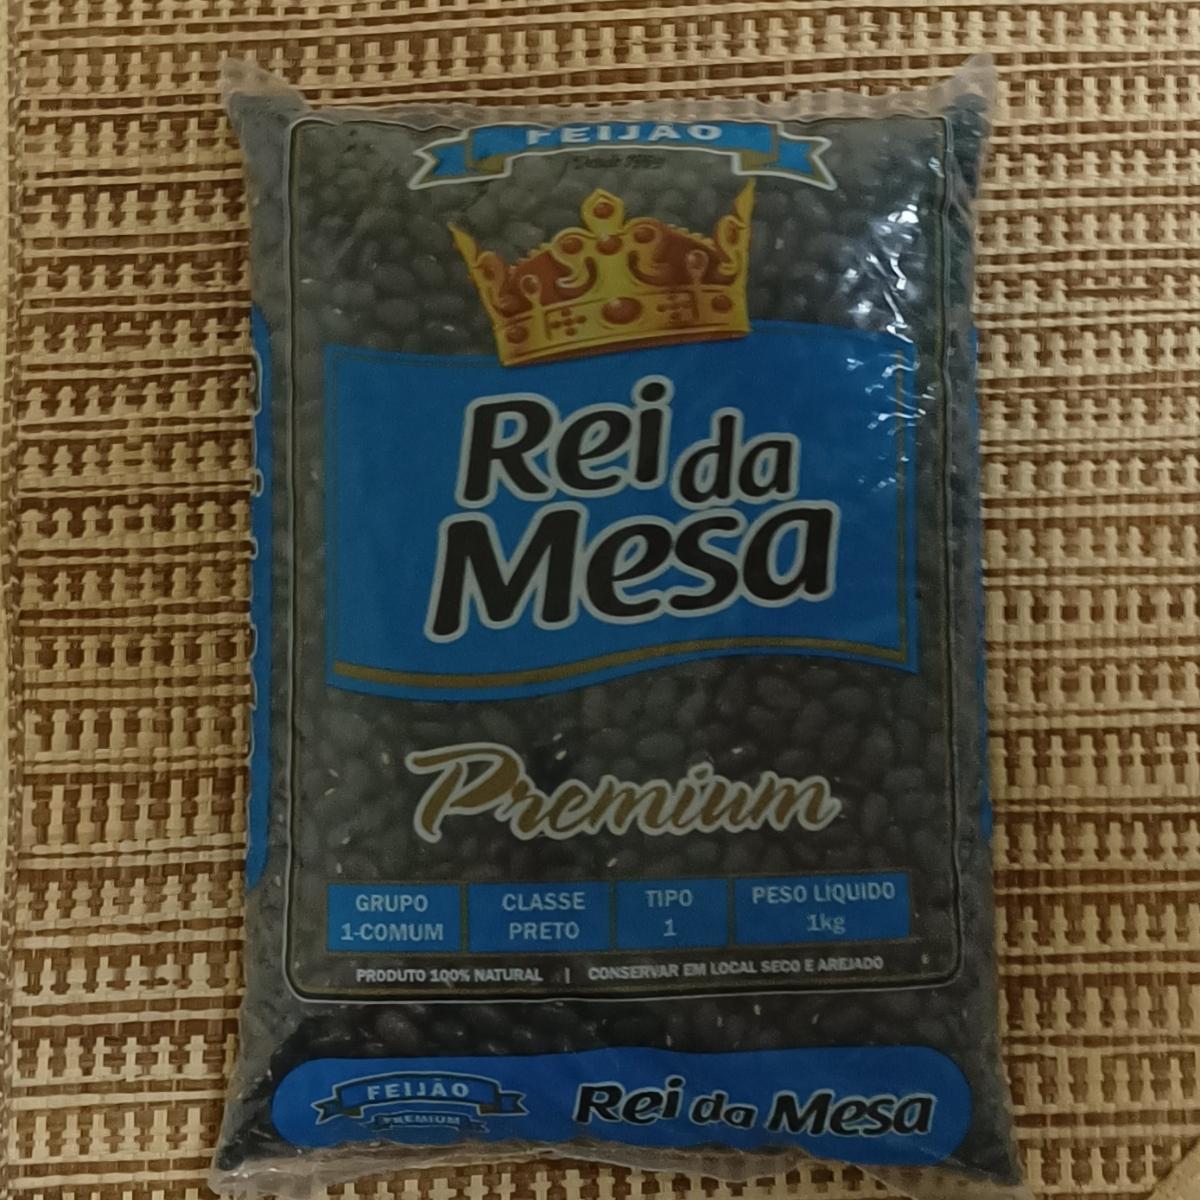 FEIJÃO
Rei da
Mesa
Premium
GRUPO
1-COMUM
CLASSE
PRETO
TIPO
1
PESO LÍQUIDO
1kg
PRODUTO 100% NATURAL | CONSERVAR EM LOCAL SECO E AREJADO
FEIJÃO
PREMIUM
Rei da Mesa